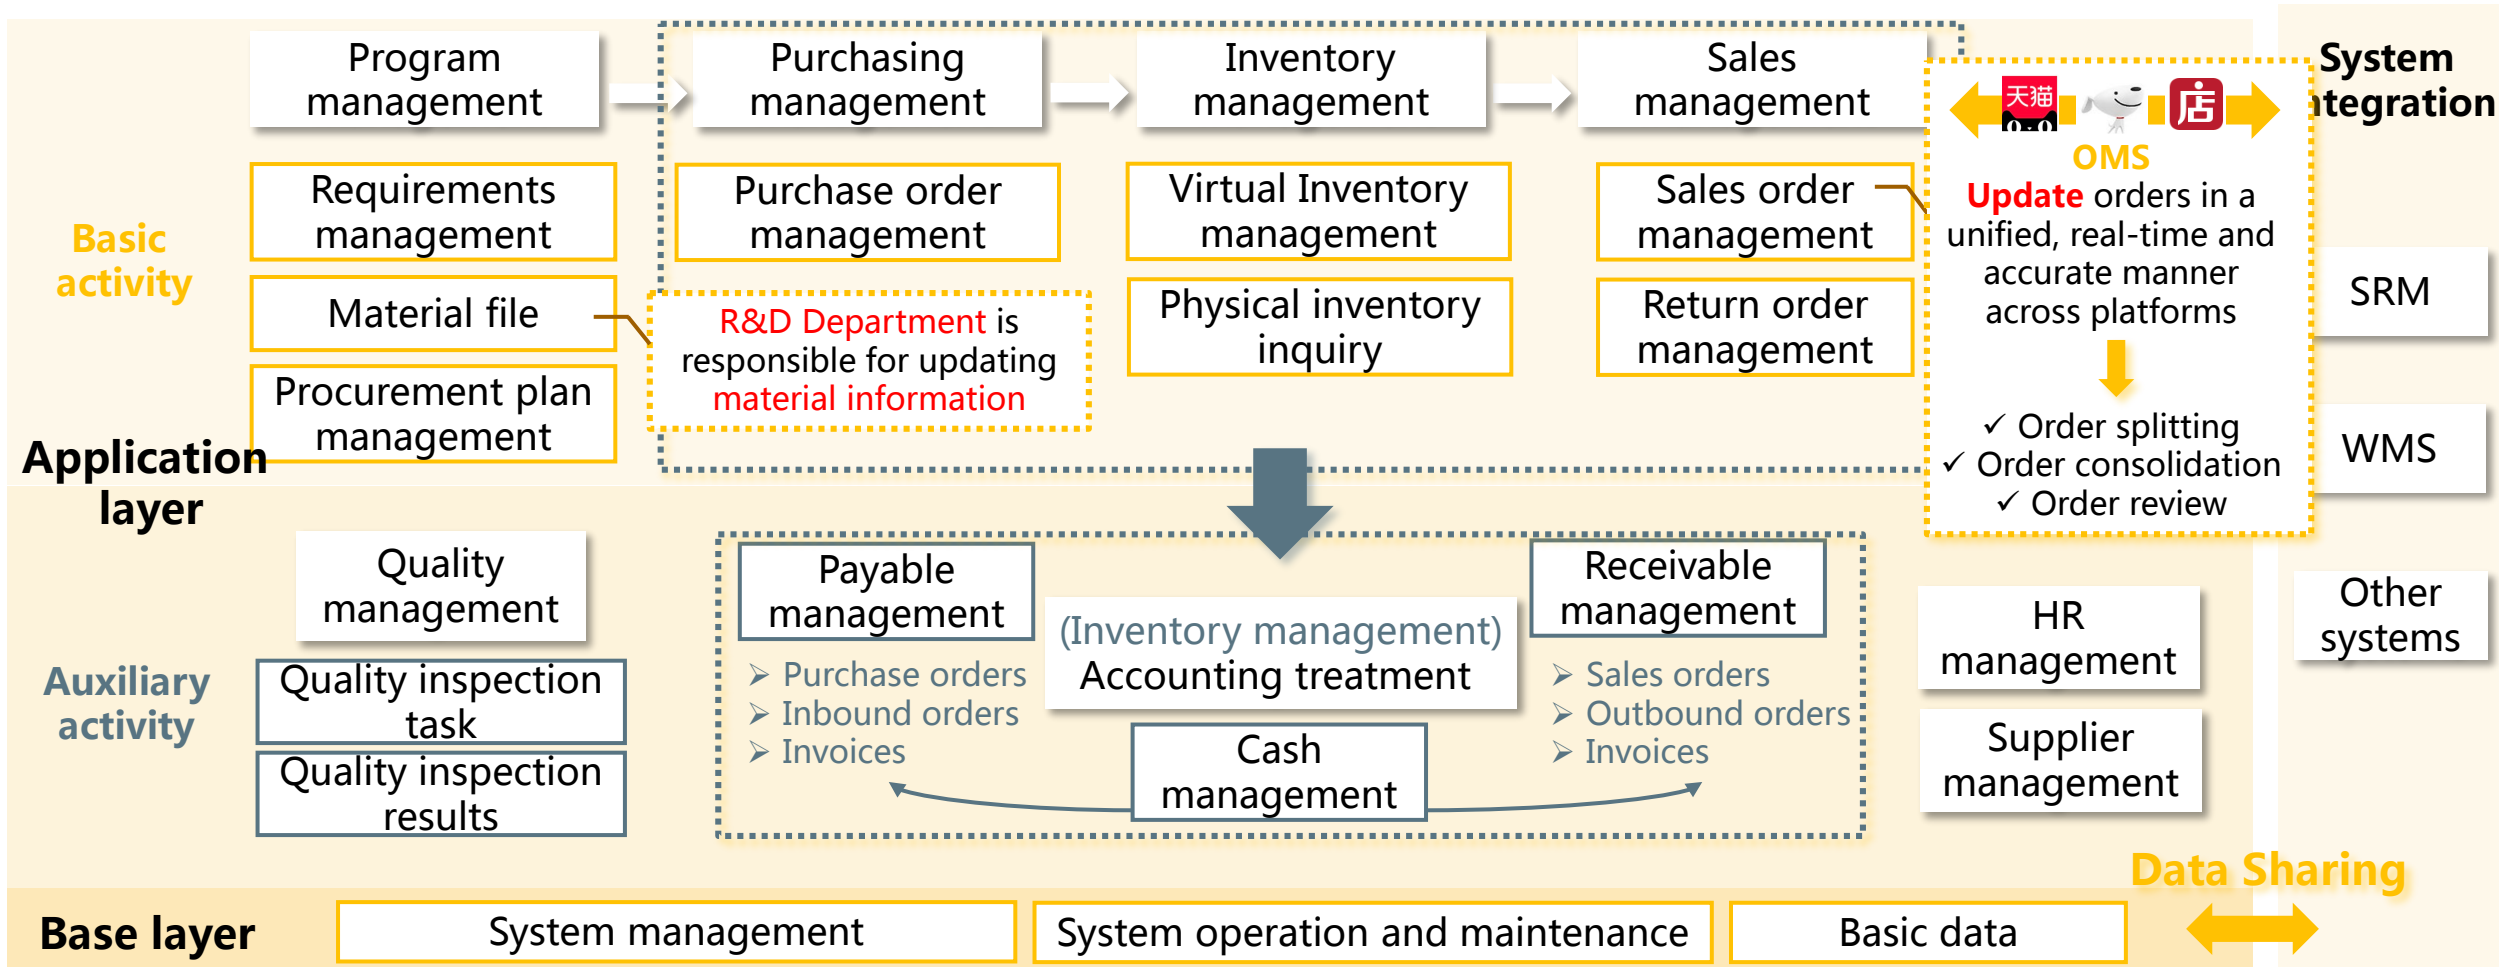 Program
management
Purchasing
management
Inventory
management
Sales
management
System
ntegration
天猫
店
OMS
Update orders in a
unified, real-time and
accurate manner
across platforms
✓ Order splitting
✓ Order consolidation
✓ Order review
Basic
activity
Requirements
management
Material file
Procurement plan
management
Purchase order
management
R&D Department is
responsible for updating
material information
Virtual Inventory
management
Physical inventory
inquiry
Sales order
management
Return order
management
SRM
WMS
Other
systems
Application
layer
Auxiliary
activity
Quality
management
Quality inspection
task
Quality inspection
results
Payable
management
➢ Purchase orders
➢ Inbound orders
➢ Invoices
(Inventory management)
Accounting treatment
Cash
management
Receivable
management
➢ Sales orders
➢ Outbound orders
➢ Invoices
HR
management
Supplier
management
Data Sharing
Base layer
System management
System operation and maintenance
Basic data